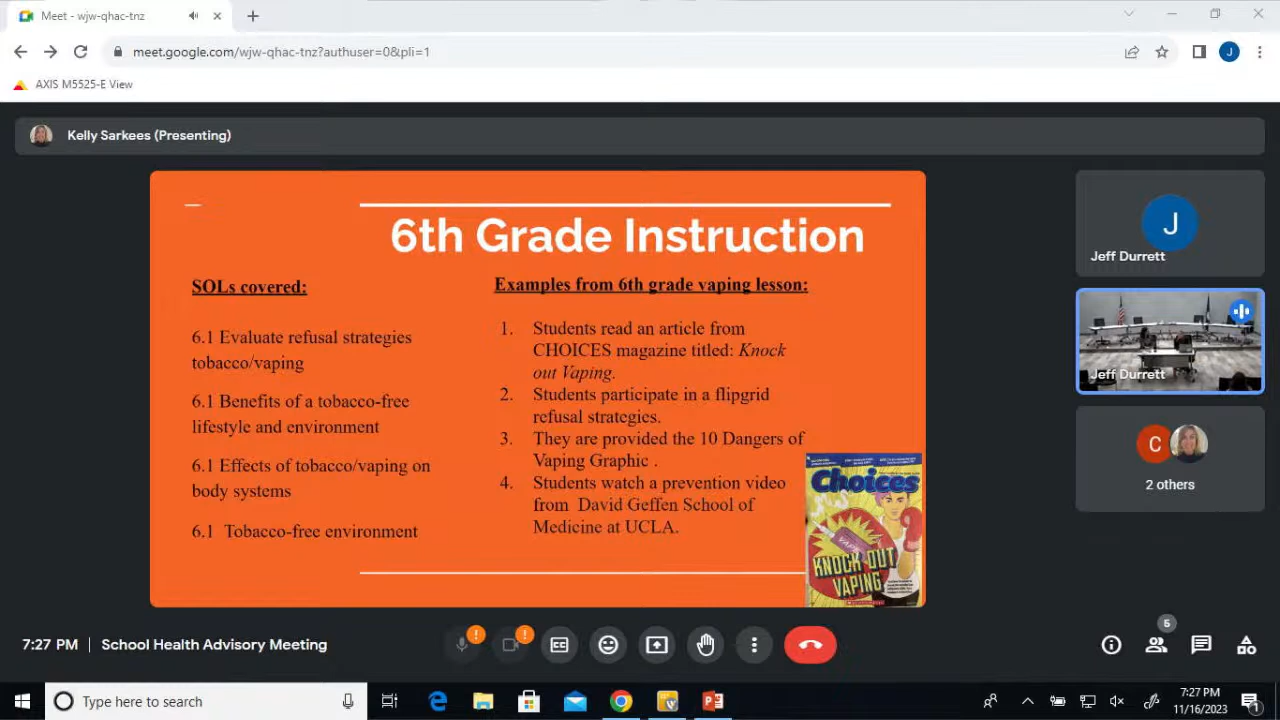 Meet - wjw-qhac-tnz
meet.google.com/wjw-qhac-tnz?authuser=0&pli=1
J
AXIS M5525-E View
Kelly Sarkees (Presenting)
6th Grade Instruction
SOLs covered:
6.1 Evaluate refusal strategies
tobacco/vaping
6.1 Benefits of a tobacco-free
lifestyle and environment
6.1 Effects of tobacco/vaping on
body systems
6.1 Tobacco-free environment
Examples from 6th grade vaping lesson:
1. Students read an article from
CHOICES magazine titled: Knock
out Vaping.
2. Students participate in a flipgrid
refusal strategies.
3. They are provided the 10 Dangers of
Vaping Graphic .
4. Students watch a prevention video
from David Geffen School of
Medicine at UCLA.
Choices
KNOCK OUT
VAPING
J
Jeff Durrett
Jeff Durrett
C
2 others
7:27 PM | School Health Advisory Meeting
5
Type here to search
7:27 PM
11/16/2023
1